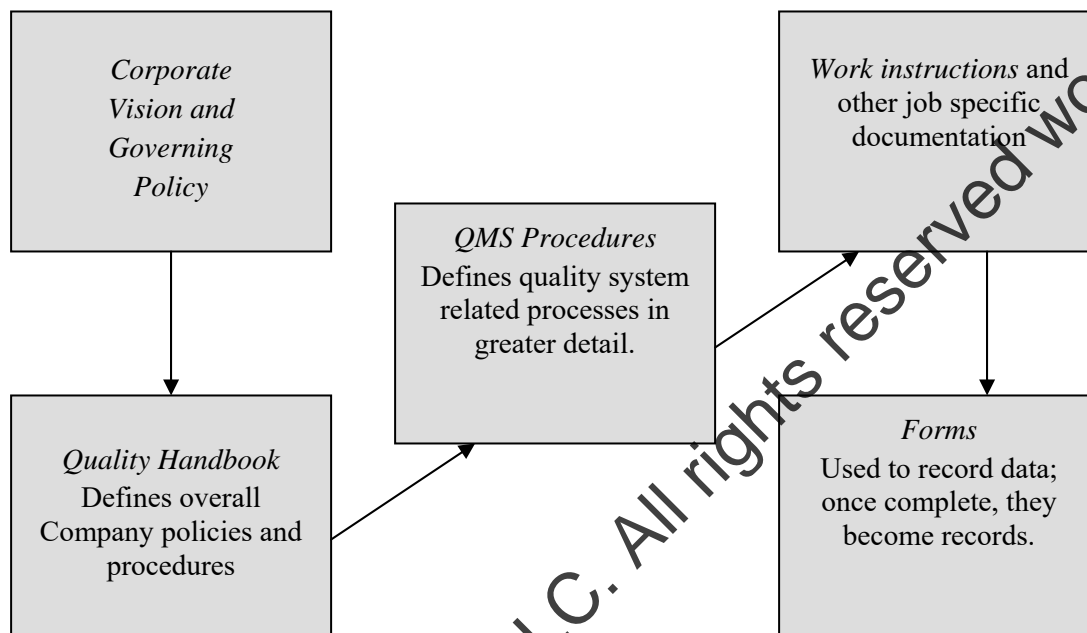 Corporate
Vision and
Governing
Policy
Quality Handbook
Defines overall
Company policies and
procedures
QMS Procedures
Defines quality system
related processes in
greater detail.
Work instructions and
other job specific
documentation
Forms
Used to record data;
once complete, they
become records.
C. All rights reserved